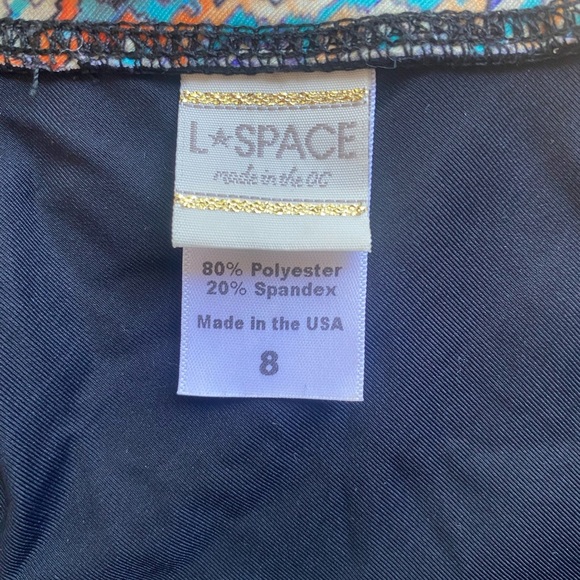 L★SPACE
made in the OC
80% Polyester
20% Spandex
Made in the USA
8